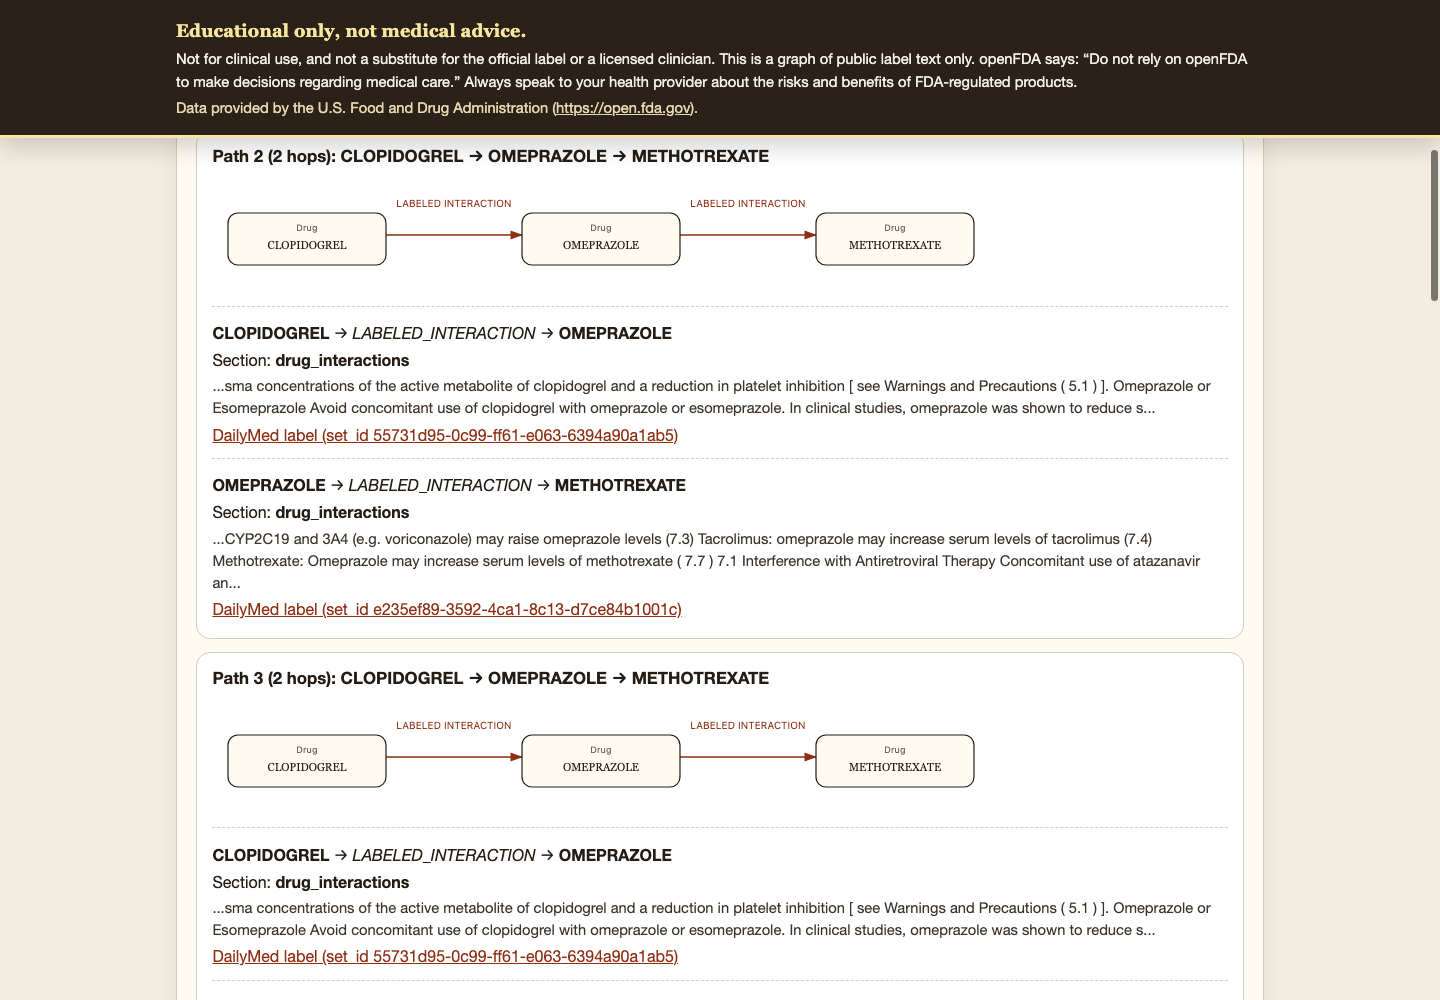 Educational only, not medical advice.
Not for clinical use, and not a substitute for the official label or a licensed clinician. This is a graph of public label text only. openFDA says: “Do not rely on openFDA
to make decisions regarding medical care.” Always speak to your health provider about the risks and benefits of FDA-regulated products.
Data provided by the U.S. Food and Drug Administration (https://open.fda.gov).
Path 2 (2 hops): CLOPIDOGREL → OMEPRAZOLE → METHOTREXATE
LABELED INTERACTION
LABELED INTERACTION
Drug
CLOPIDOGREL
Drug
OMEPRAZOLE
Drug
METHOTREXATE
CLOPIDOGREL → LABELED_INTERACTION → OMEPRAZOLE
Section: drug_interactions
...sma concentrations of the active metabolite of clopidogrel and a reduction in platelet inhibition [ see Warnings and Precautions ( 5.1 ) ]. Omeprazole or
Esomeprazole Avoid concomitant use of clopidogrel with omeprazole or esomeprazole. In clinical studies, omeprazole was shown to reduce s...
DailyMed label (set_id 55731d95-0c99-ff61-e063-6394a90a1ab5)
OMEPRAZOLE → LABELED_INTERACTION → METHOTREXATE
Section: drug_interactions
...CYP2C19 and 3A4 (e.g. voriconazole) may raise omeprazole levels (7.3) Tacrolimus: omeprazole may increase serum levels of tacrolimus (7.4)
Methotrexate: Omeprazole may increase serum levels of methotrexate ( 7.7 ) 7.1 Interference with Antiretroviral Therapy Concomitant use of atazanavir
an...
DailyMed label (set_id e235ef89-3592-4ca1-8c13-d7ce84b1001c)
Path 3 (2 hops): CLOPIDOGREL → OMEPRAZOLE → METHOTREXATE
LABELED INTERACTION
LABELED INTERACTION
Drug
CLOPIDOGREL
Drug
OMEPRAZOLE
Drug
METHOTREXATE
CLOPIDOGREL → LABELED_INTERACTION → OMEPRAZOLE
Section: drug_interactions
...sma concentrations of the active metabolite of clopidogrel and a reduction in platelet inhibition [ see Warnings and Precautions ( 5.1 ) ]. Omeprazole or
Esomeprazole Avoid concomitant use of clopidogrel with omeprazole or esomeprazole. In clinical studies, omeprazole was shown to reduce s...
DailyMed label (set_id 55731d95-0c99-ff61-e063-6394a90a1ab5)